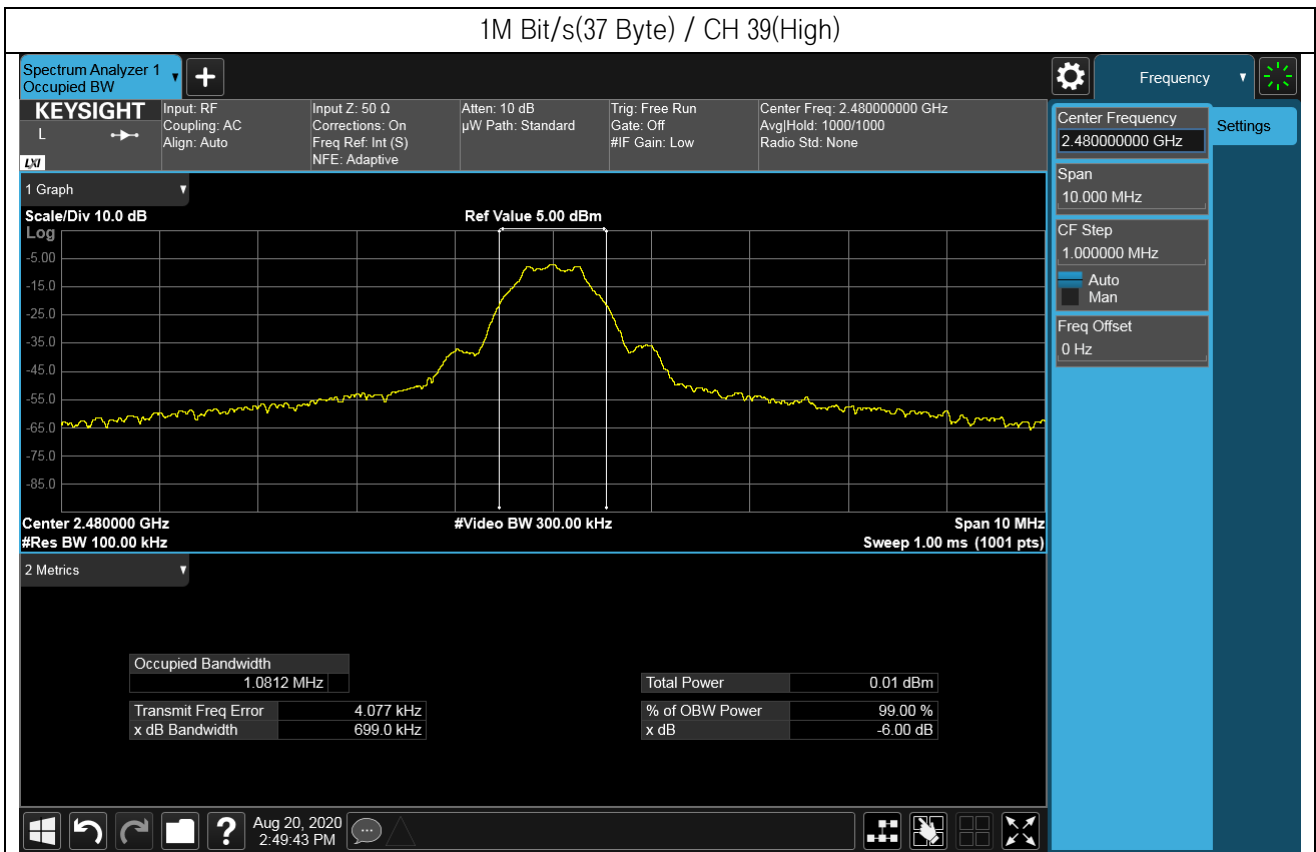 1M Bit/s(37 Byte) / CH 39(High)
Spectrum Analyzer 1
Occupied BW
Frequency
KEYSIGHT
L
LXI
Input: RF
Coupling: AC
Align: Auto
Input Z: 50 Ω
Corrections: On
Freq Ref: Int (S)
NFE: Adaptive
Atten: 10 dB
µW Path: Standard
Trig: Free Run
Gate: Off
#IF Gain: Low
Center Freq: 2.480000000 GHz
Avg|Hold: 1000/1000
Radio Std: None
Center Frequency
2.480000000 GHz
Settings
Span
10.000 MHz
CF Step
1.000000 MHz
Auto
Man
Freq Offset
0 Hz
1 Graph
Scale/Div 10.0 dB
Ref Value 5.00 dBm
Log
-5.00
-15.0
-25.0
-35.0
-45.0
-55.0
-65.0
-75.0
-85.0
Center 2.480000 GHz
#Video BW 300.00 kHz
Span 10 MHz
#Res BW 100.00 kHz
Sweep 1.00 ms (1001 pts)
2 Metrics
Occupied Bandwidth
1.0812 MHz
Total Power 0.01 dBm
Transmit Freq Error 4.077 kHz
% of OBW Power 99.00 %
x dB Bandwidth 699.0 kHz
x dB -6.00 dB
?
Aug 20, 2020
2:49:43 PM